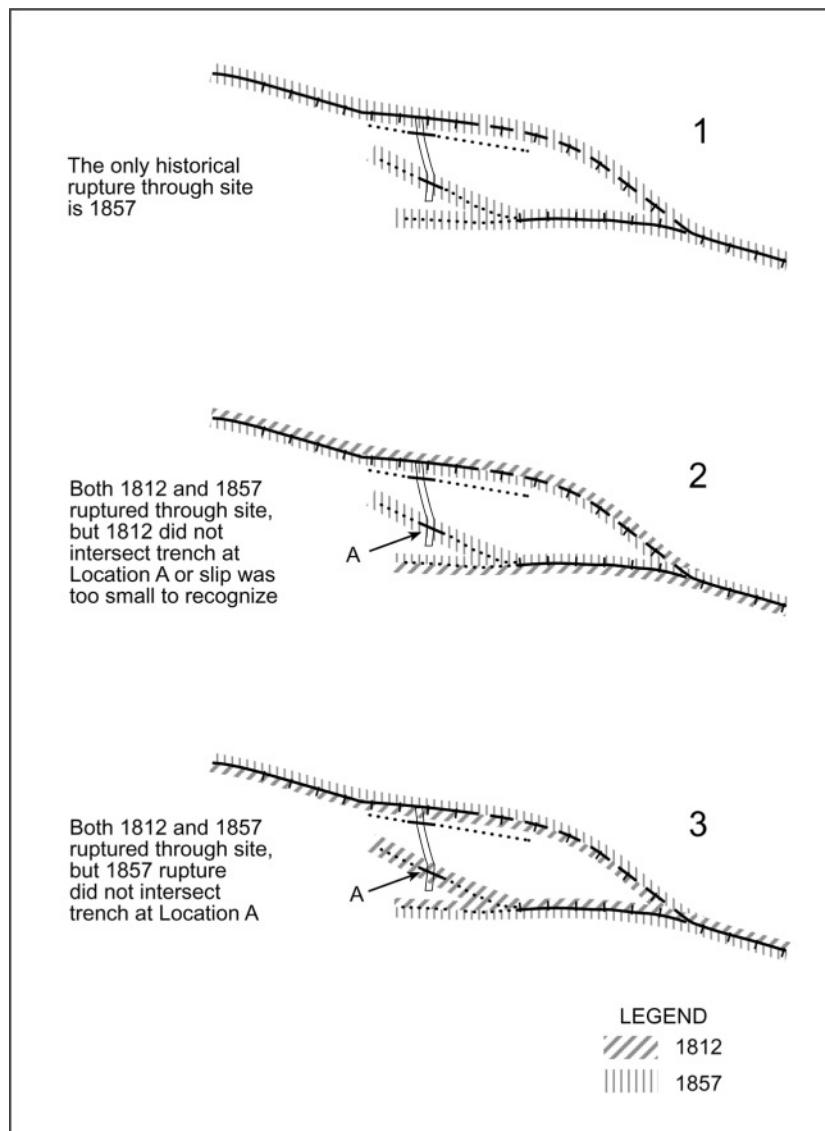 1
The only historical
rupture through site
is 1857
2
Both 1812 and 1857
ruptured through site,
but 1812 did not
intersect trench at
Location A or slip was
too small to recognize
A
3
Both 1812 and 1857
ruptured through site,
but 1857 rupture
did not intersect
trench at Location A
A
LEGEND
1812
1857